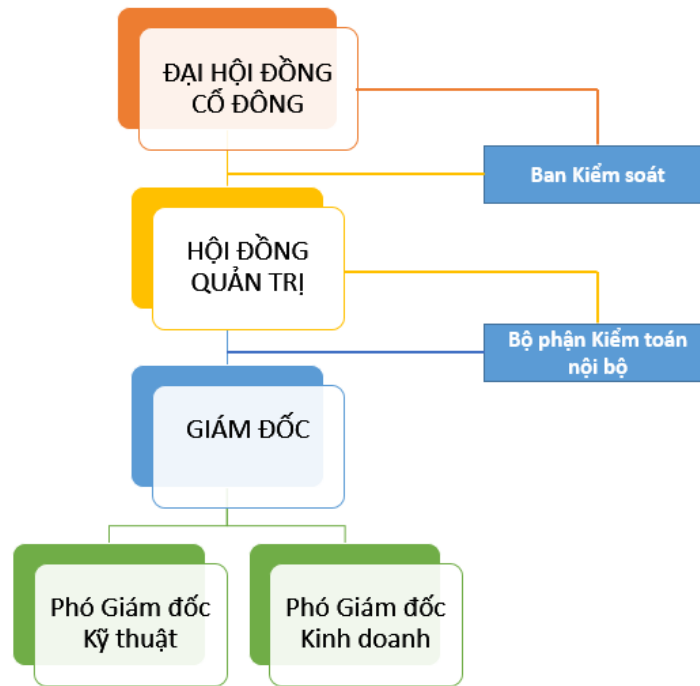 ĐẠI HỘI ĐỒNG
CỔ ĐÔNG
Ban Kiểm soát
HỘI ĐỒNG
QUẢN TRỊ
Bộ phận Kiểm toán
nội bộ
GIÁM ĐỐC
Phó Giám đốc
Kỹ thuật
Phó Giám đốc
Kinh doanh